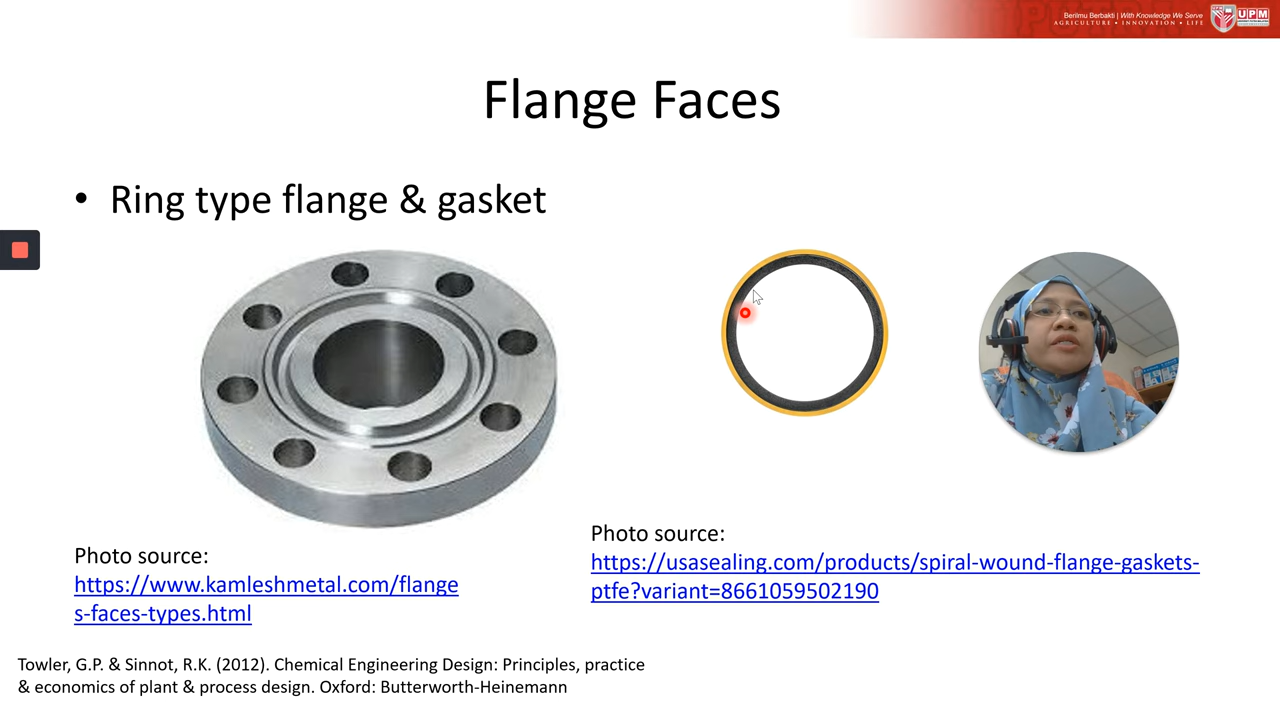 Berilmu Berbakti | With Knowledge We Serve
AGRICULTURE • INNOVATION • LIFE
UPM
Flange Faces
• Ring type flange & gasket
Photo source:
https://www.kamleshmetal.com/flange
s-faces-types.html
Photo source:
https://usasealing.com/products/spiral-wound-flange-gaskets-
ptfe?variant=8661059502190
Towler, G.P. & Sinnot, R.K. (2012). Chemical Engineering Design: Principles, practice
& economics of plant & process design. Oxford: Butterworth-Heinemann